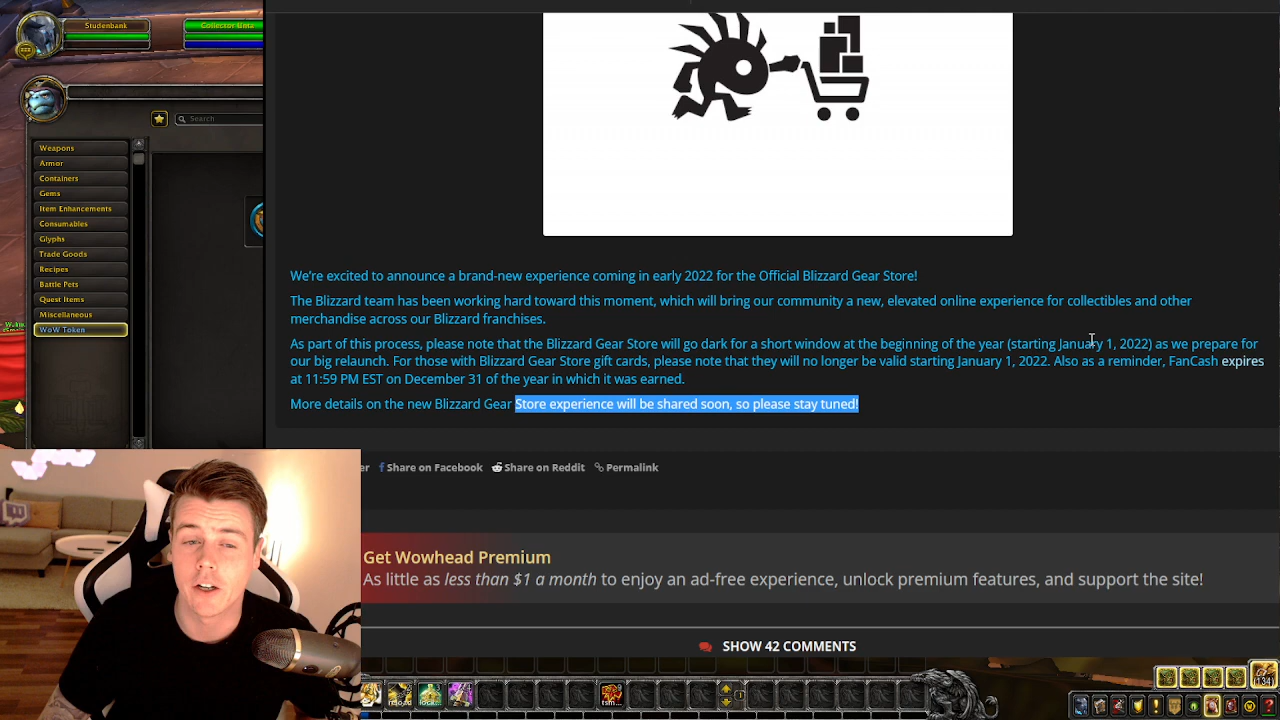 Studenbank
Collector Unta
Search
Weapons
Armor
Containers
Gems
Item Enhancements
Consumables
Glyphs
Trade Goods
Recipes
Battle Pets
Quest Items
Miscellaneous
WoW Token
We're excited to announce a brand-new experience coming in early 2022 for the Official Blizzard Gear Store!
The Blizzard team has been working hard toward this moment, which will bring our community a new, elevated online experience for collectibles and other
merchandise across our Blizzard franchises.
As part of this process, please note that the Blizzard Gear Store will go dark for a short window at the beginning of the year (starting January 1, 2022) as we prepare for
our big relaunch. For those with Blizzard Gear Store gift cards, please note that they will no longer be valid starting January 1, 2022. Also as a reminder, FanCash expires
at 11:59 PM EST on December 31 of the year in which it was earned.
More details on the new Blizzard Gear Store experience will be shared soon, so please stay tuned!
er Share on Facebook Share on Reddit Permalink
Get Wowhead Premium
As little as less than $1 a month to enjoy an ad-free experience, unlock premium features, and support the site!
SHOW 42 COMMENTS
tsm...